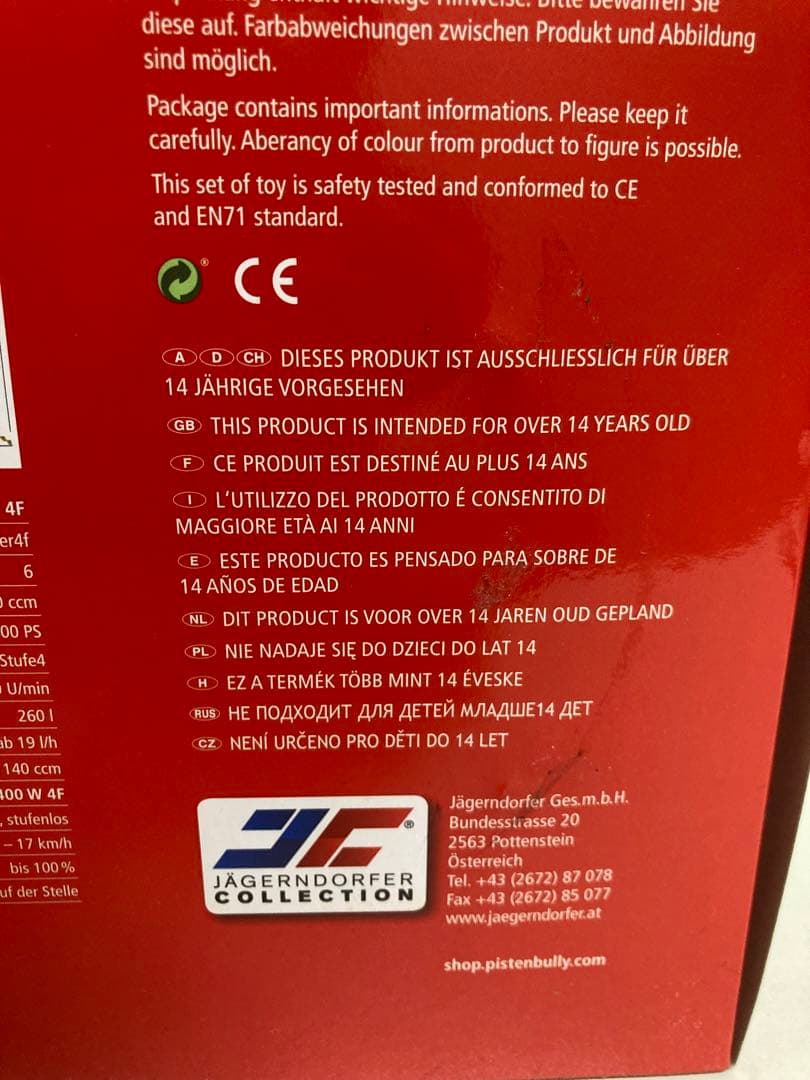 diese auf. Farbabweichungen zwischen Produkt und Abbildung
sind möglich.
Package contains important informations. Please keep it
carefully. Aberancy of colour from product to figure is possible.
This set of toy is safety tested and conformed to CE
and EN71 standard.
CE
A D CH DIESES PRODUKT IST AUSSCHLIESSLICH FÜR ÜBER
14 JÄHRIGE VORGESEHEN
GB THIS PRODUCT IS INTENDED FOR OVER 14 YEARS OLD
F CE PRODUIT EST DESTINÉ AU PLUS 14 ANS
I L'UTILIZZO DEL PRODOTTO É CONSENTITO DI
MAGGIORE ETÀ AI 14 ANNI
E ESTE PRODUCTO ES PENSADO PARA SOBRE DE
14 AÑOS DE EDAD
NL DIT PRODUCT IS VOOR OVER 14 JAREN OUD GEPLAND
PL NIE NADAJE SIĘ DO DZIECI DO LAT 14
H EZ A TERMÉK TÖBB MINT 14 ÉVESKE
RUS НЕ ПОДХОДИТ ДЛЯ ДЕТЕЙ МЛАДШЕ14 ДЕТ
CZ NENÍ URČENO PRO DĚTI DO 14 LET
4F
er4f
6
ccm
00 PS
Stufe4
U/min
260 l
ab 19 l/h
140 ccm
400 W 4F
, stufenlos
– 17 km/h
bis 100%
uf der Stelle
JÄGERNDORFER
COLLECTION
Jägerndorfer Ges.m.b.H.
Bundesstrasse 20
2563 Pottenstein
Österreich
Tel. +43 (2672) 87 078
Fax +43 (2672) 85 077
www.jaegerndorfer.at
shop.pistenbully.com